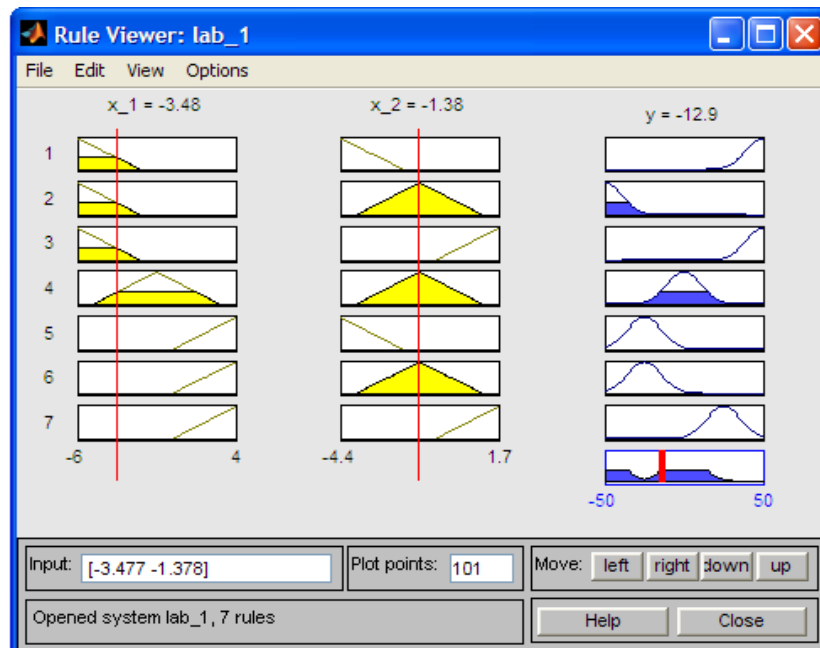 Rule Viewer: lab_1
File Edit View Options
x_1 = -3.48 x_2 = -1.38 y = -12.9
1
2
3
4
5
6
7
-6 4 -4.4 1.7
-50 50
Input: [-3.477 -1.378] Plot points: 101 Move: left right down up
Opened system lab_1, 7 rules Help Close